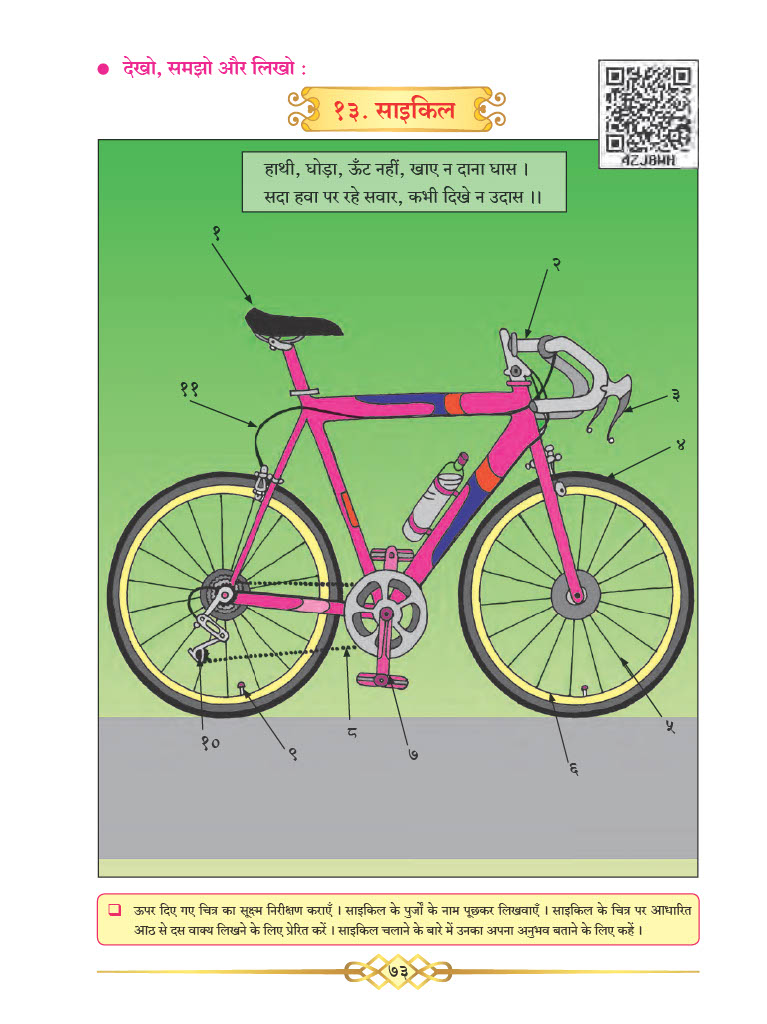 ● देखो, समझो और लिखो :
१३. साइकिल
AZJ8WH
हाथी, घोड़ा, ऊँट नहीं, खाए न दाना घास ।
सदा हवा पर रहे सवार, कभी दिखे न उदास ।।
१
२
११
३
४
५
८
१०
९
७
६
❑ ऊपर दिए गए चित्र का सूक्ष्म निरीक्षण कराएँ । साइकिल के पुर्जों के नाम पूछकर लिखवाएँ । साइकिल के चित्र पर आधारित
आठ से दस वाक्य लिखने के लिए प्रेरित करें । साइकिल चलाने के बारे में उनका अपना अनुभव बताने के लिए कहें ।
७३